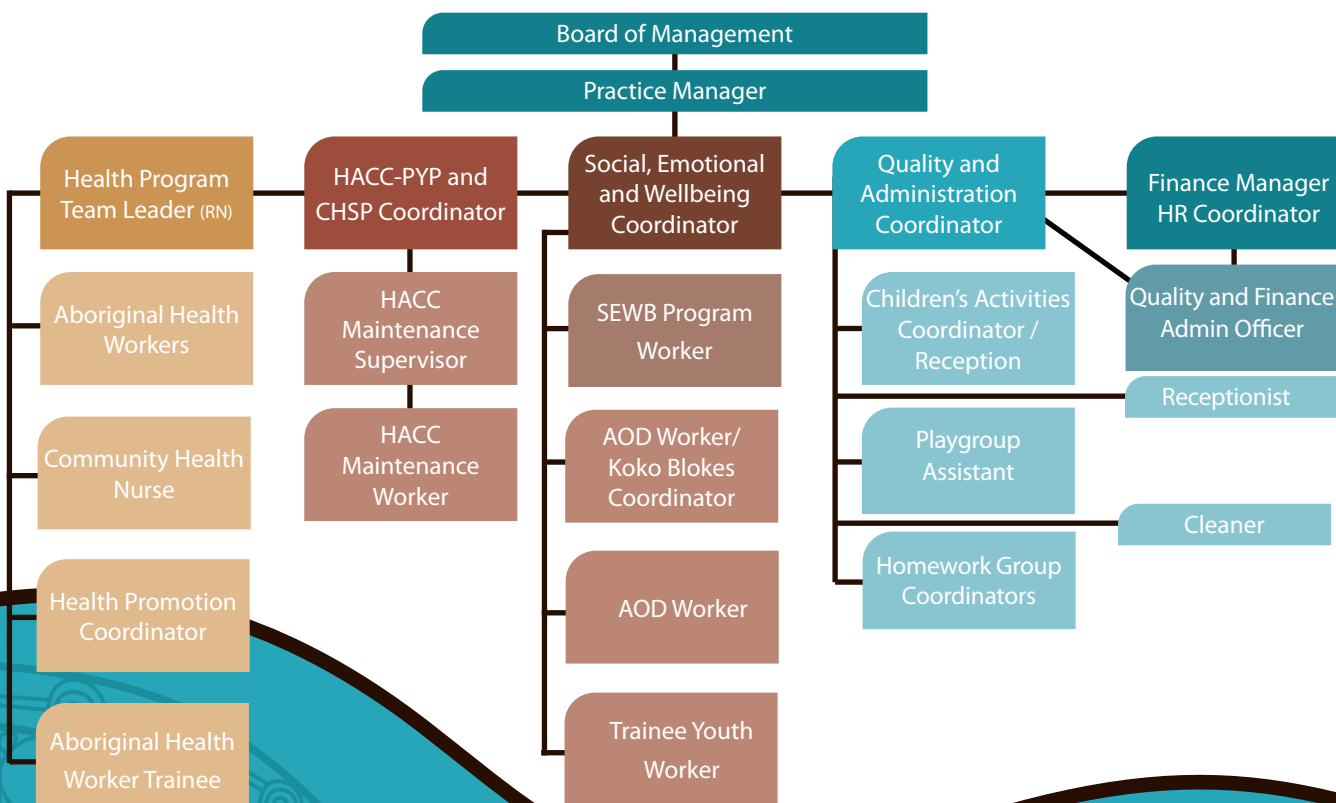 Board of Management
Practice Manager
Health Program
Team Leader (RN)
HACC-PYP and
CHSP Coordinator
Social, Emotional
and Wellbeing
Coordinator
Quality and
Administration
Coordinator
Finance Manager
HR Coordinator
Aboriginal Health
Workers
HACC
Maintenance
Supervisor
SEWB Program
Worker
Children's Activities
Coordinator /
Reception
Quality and Finance
Admin Officer
Receptionist
Community Health
Nurse
HACC
Maintenance
Worker
AOD Worker/
Koko Blokes
Coordinator
Playgroup
Assistant
Cleaner
Health Promotion
Coordinator
AOD Worker
Homework Group
Coordinators
Aboriginal Health
Worker Trainee
Trainee Youth
Worker